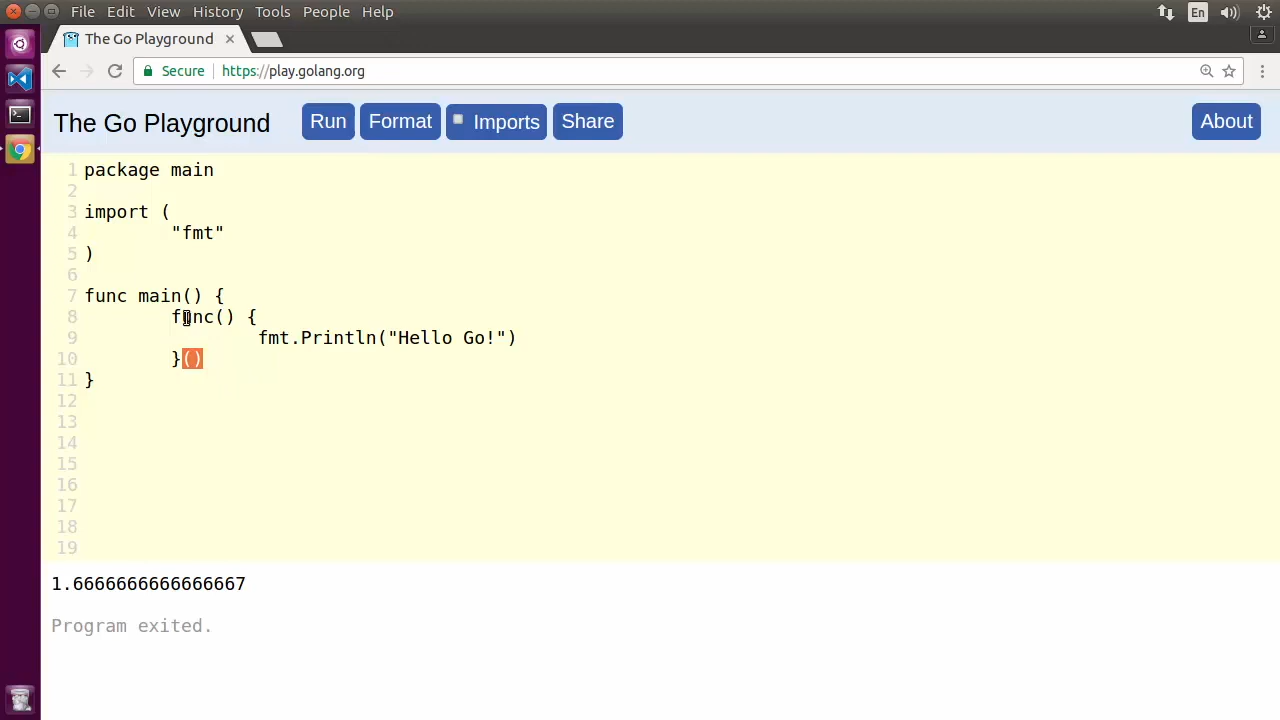 File Edit View History Tools People Help
En
The Go Playground
Secure https://play.golang.org
The Go Playground Run Format Imports Share About
1 package main
2
3 import (
4 "fmt"
5 )
6
7 func main() {
8 func() {
9 fmt.Println("Hello Go!")
10 }()
11 }
12
13
14
15
16
17
18
19
1.6666666666666667
Program exited.